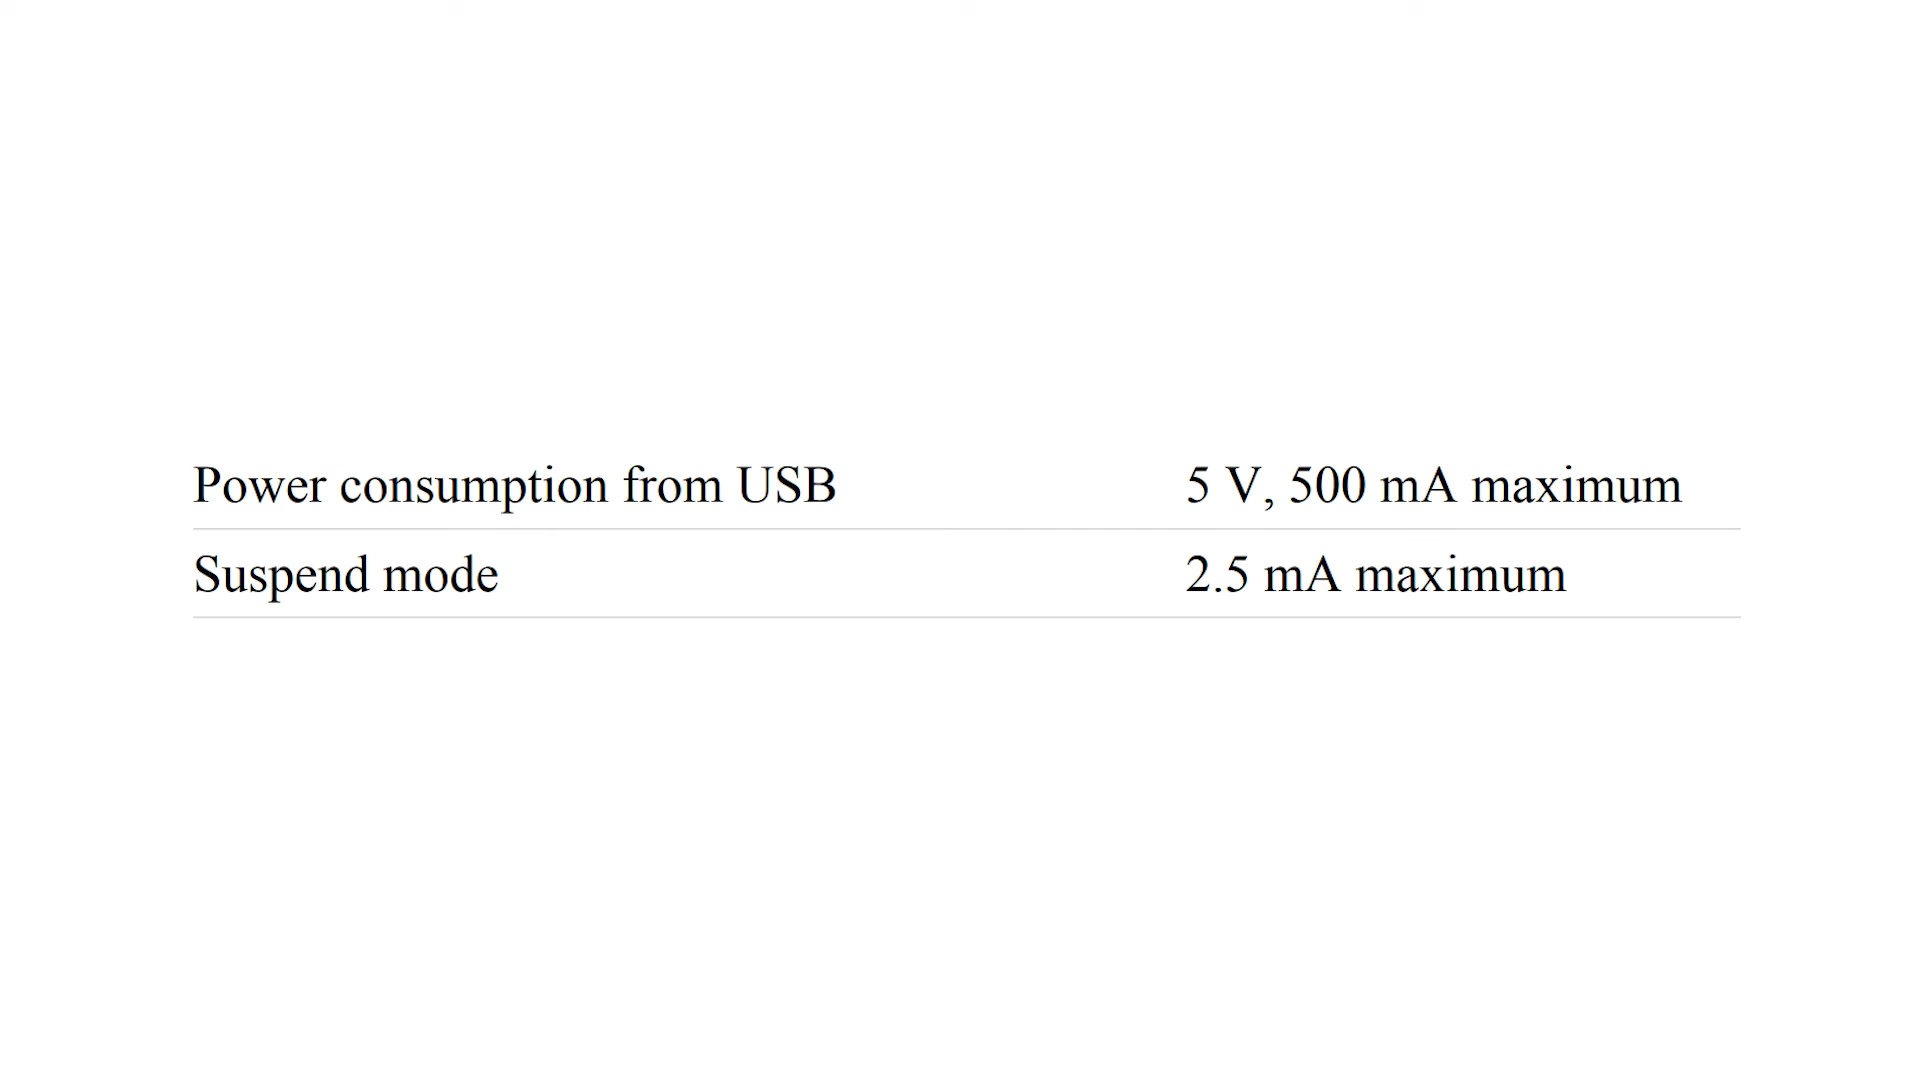 Power consumption from USB 5 V, 500 mA maximum
Suspend mode 2.5 mA maximum